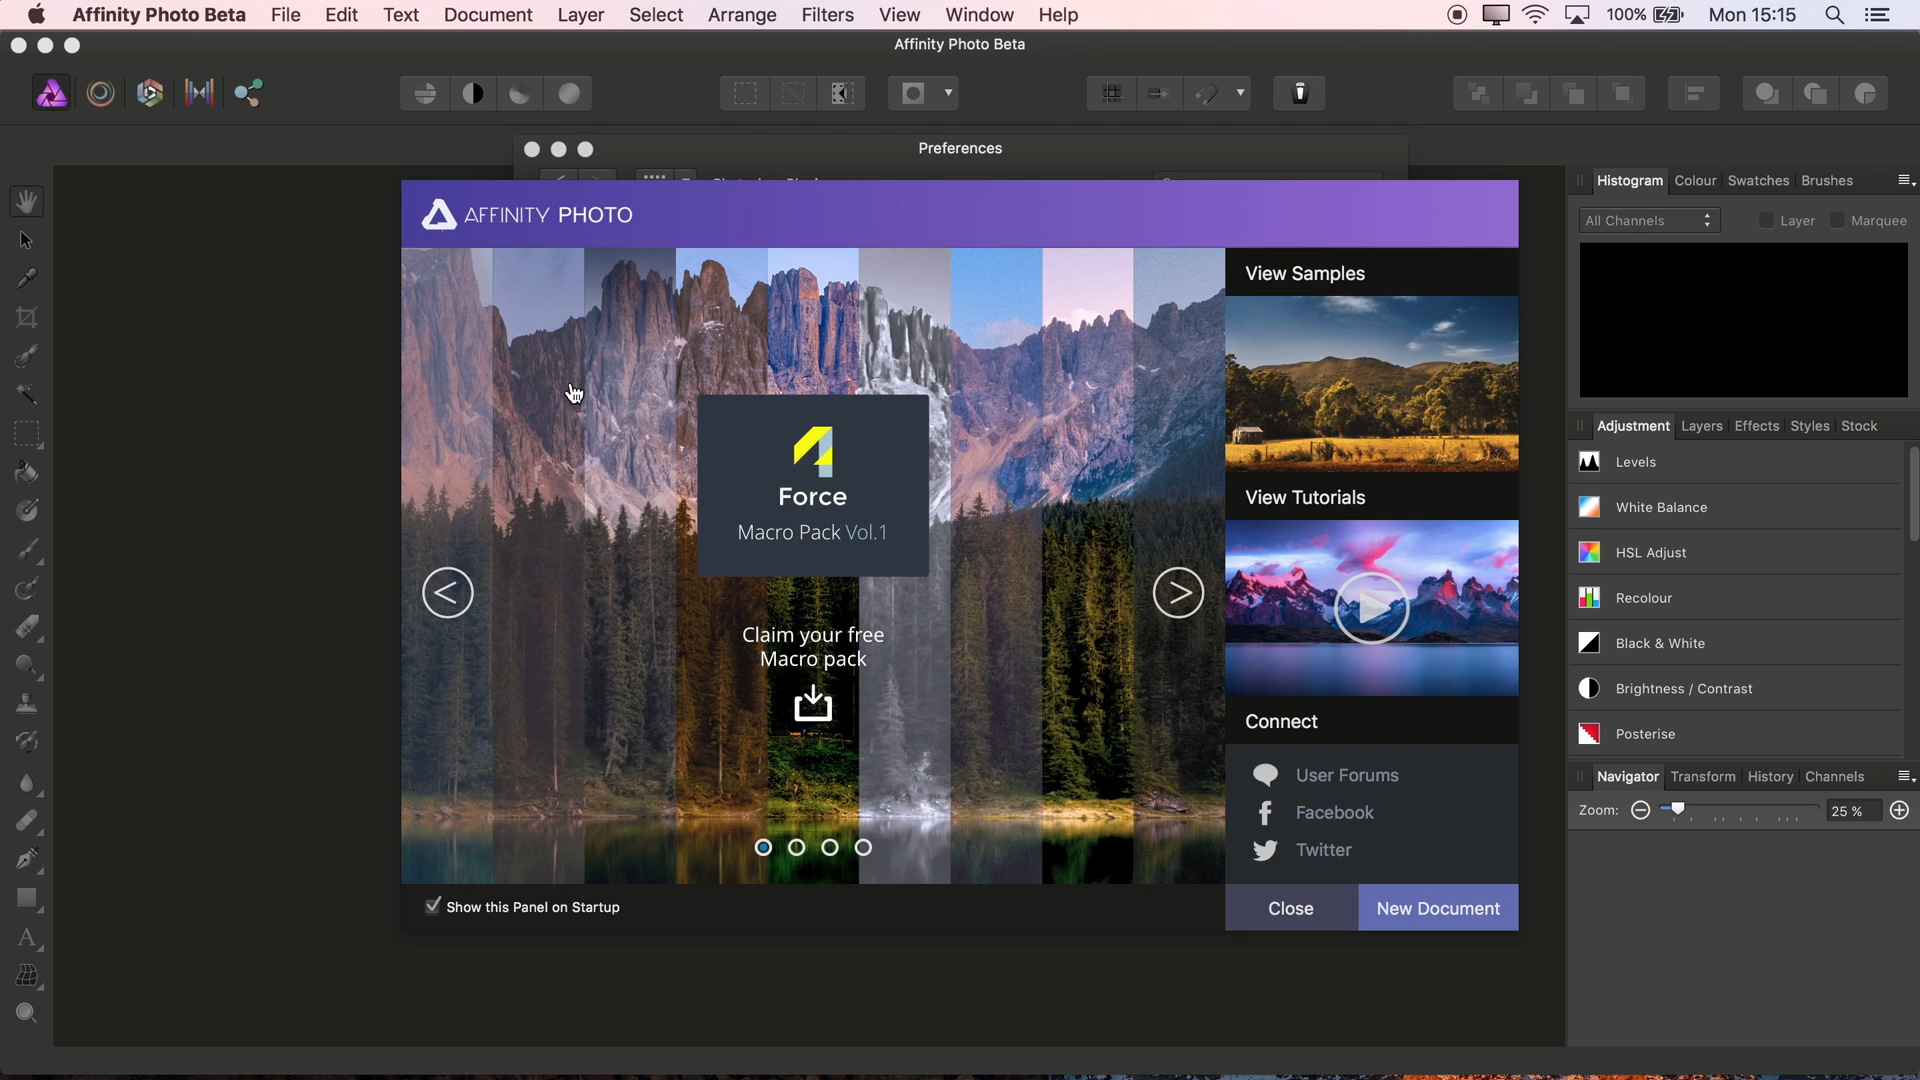 Affinity Photo Beta File Edit Text Document Layer Select Arrange Filters View Window Help 100% Mon 15:15
Affinity Photo Beta
Preferences
AFFINITY PHOTO
Force
Macro Pack Vol.1
Claim your free
Macro pack
< >
Show this Panel on Startup
View Samples
View Tutorials
Connect
User Forums
Facebook
Twitter
Close New Document
Histogram Colour Swatches Brushes
All Channels Layer Marquee
Adjustment Layers Effects Styles Stock
Levels
White Balance
HSL Adjust
Recolour
Black & White
Brightness / Contrast
Posterise
Navigator Transform History Channels
Zoom: 25 %